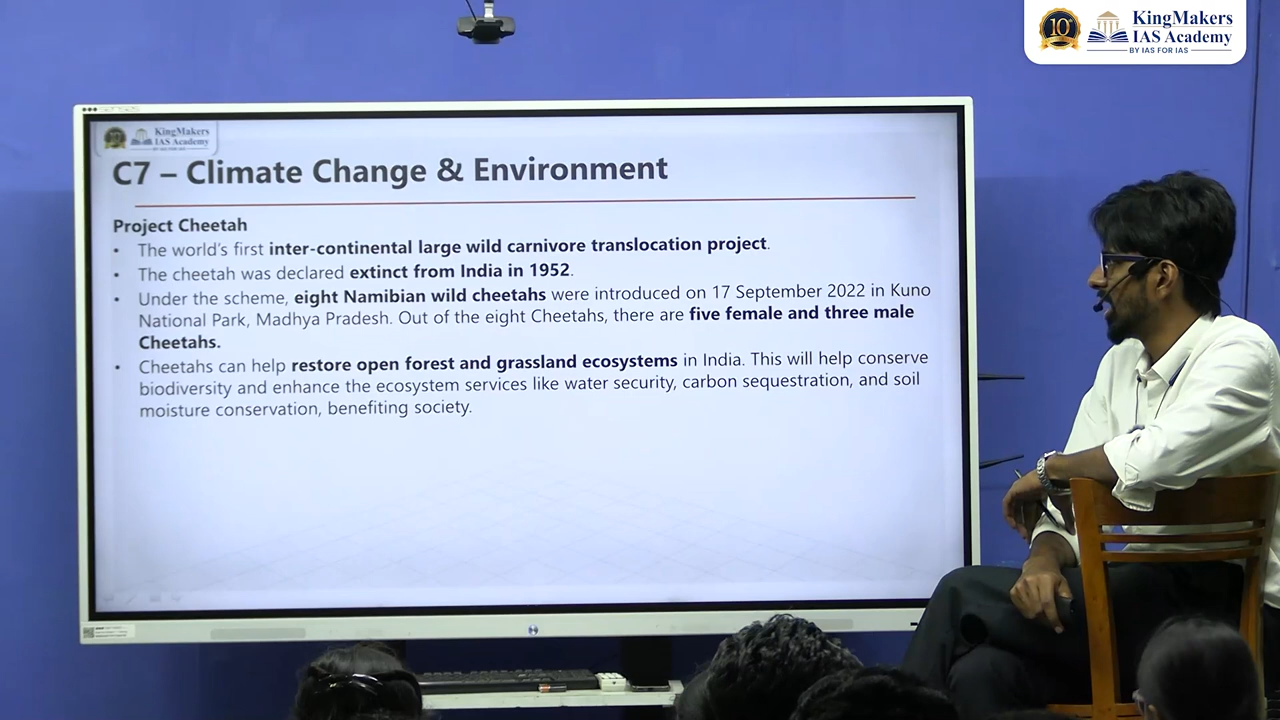 10
KingMakers
IAS Academy
BY IAS FOR IAS
KingMakers
IAS Academy
BY IAS FOR IAS
C7 – Climate Change & Environment
Project Cheetah
• The world's first inter-continental large wild carnivore translocation project.
• The cheetah was declared extinct from India in 1952.
• Under the scheme, eight Namibian wild cheetahs were introduced on 17 September 2022 in Kuno
National Park, Madhya Pradesh. Out of the eight Cheetahs, there are five female and three male
Cheetahs.
• Cheetahs can help restore open forest and grassland ecosystems in India. This will help conserve
biodiversity and enhance the ecosystem services like water security, carbon sequestration, and soil
moisture conservation, benefiting society.